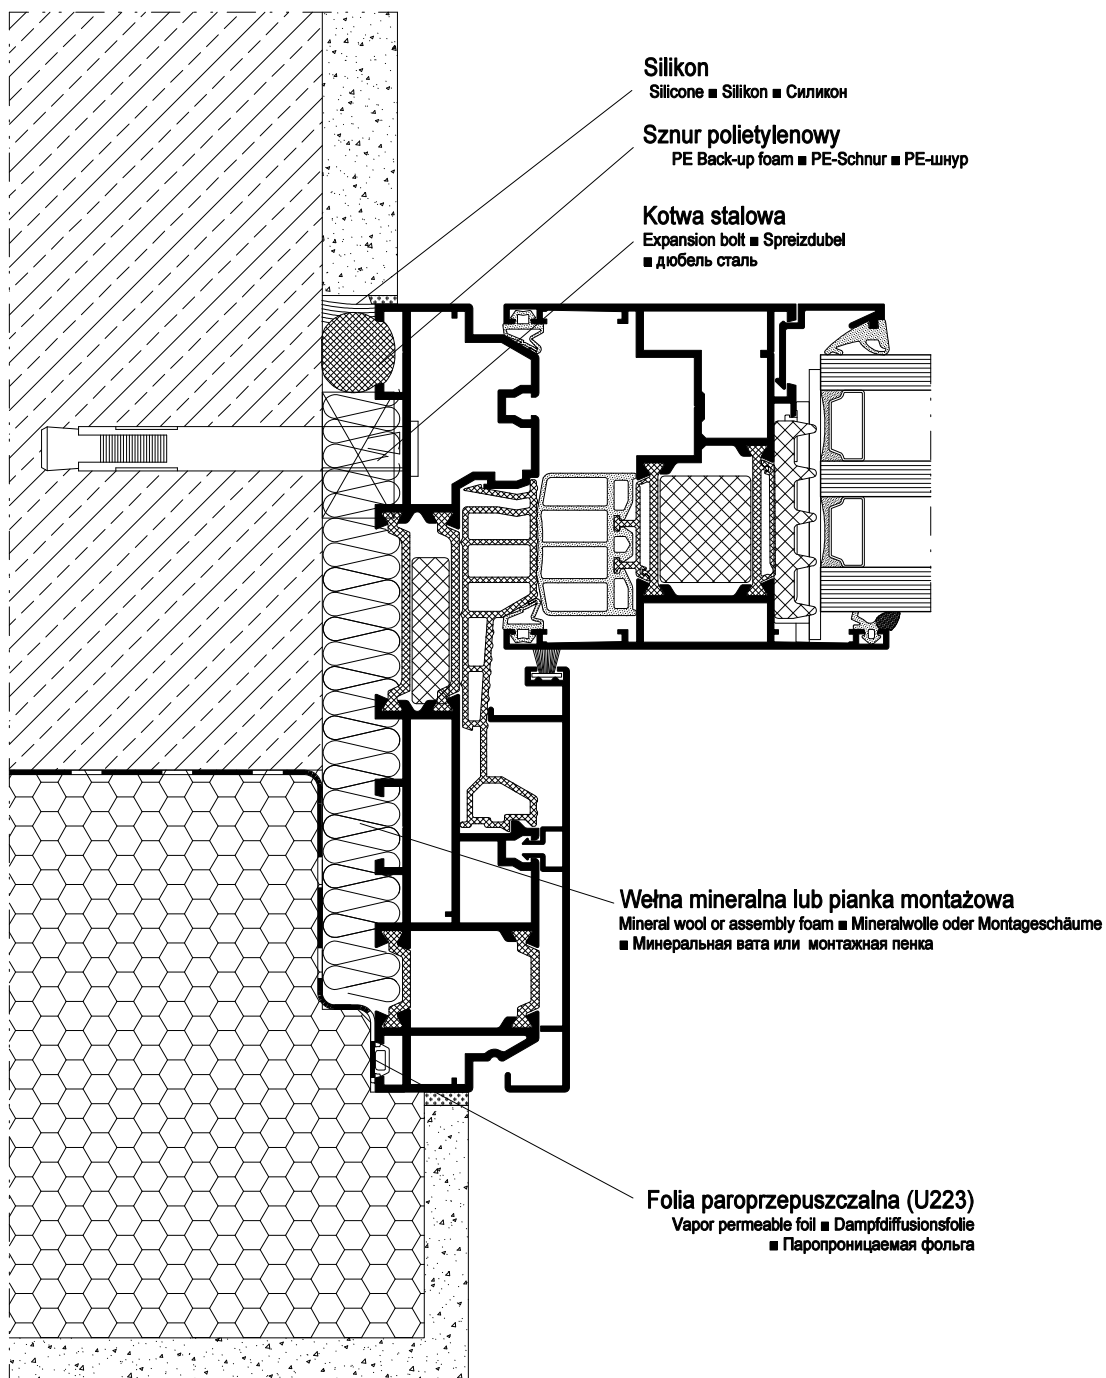 Silikon
Silicone ■ Silikon ■ Силикон
Sznur polietylenowy
PE Back-up foam ■ PE-Schnur ■ PE-шнур
Kotwa stalowa
Expansion bolt ■ Spreizdubel
■ дюбель сталь
Wełna mineralna lub pianka montażowa
Mineral wool or assembly foam ■ Mineralwolle oder Montageschäume
■ Минеральная вата или монтажная пенка
Folia paroprzepuszczalna (U223)
Vapor permeable foil ■ Dampfdiffusionsfolie
■ Паропроницаемая фольга